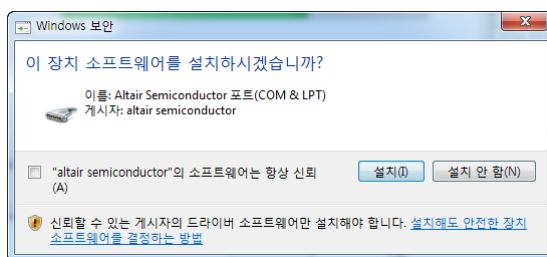 Windows 보안
x
이 장치 소프트웨어를 설치하시겠습니까?
이름: Altair Semiconductor 포트(COM & LPT)
게시자: altair semiconductor
"altair semiconductor"의 소프트웨어는 항상 신뢰
(A)
설치(I)
설치 안 함(N)
신뢰할 수 있는 게시자의 드라이버 소프트웨어만 설치해야 합니다. 설치해도 안전한 장치
소프트웨어를 결정하는 방법